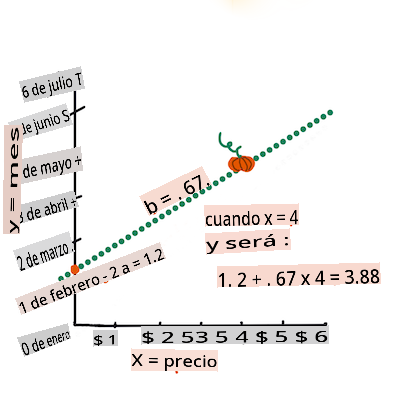 6 de julio T
de junio S
de mayo +
3 de abril ±
2 de marzo.
1 de febrero - 2 a = 1.2
0 de enero
y = mes
b = . 67.
cuando x = 4
y será :
1. 2 + . 67 x 4 = 3.88
$ 1 $ 2 53 5 4 $ 5 $ 6
X = precio